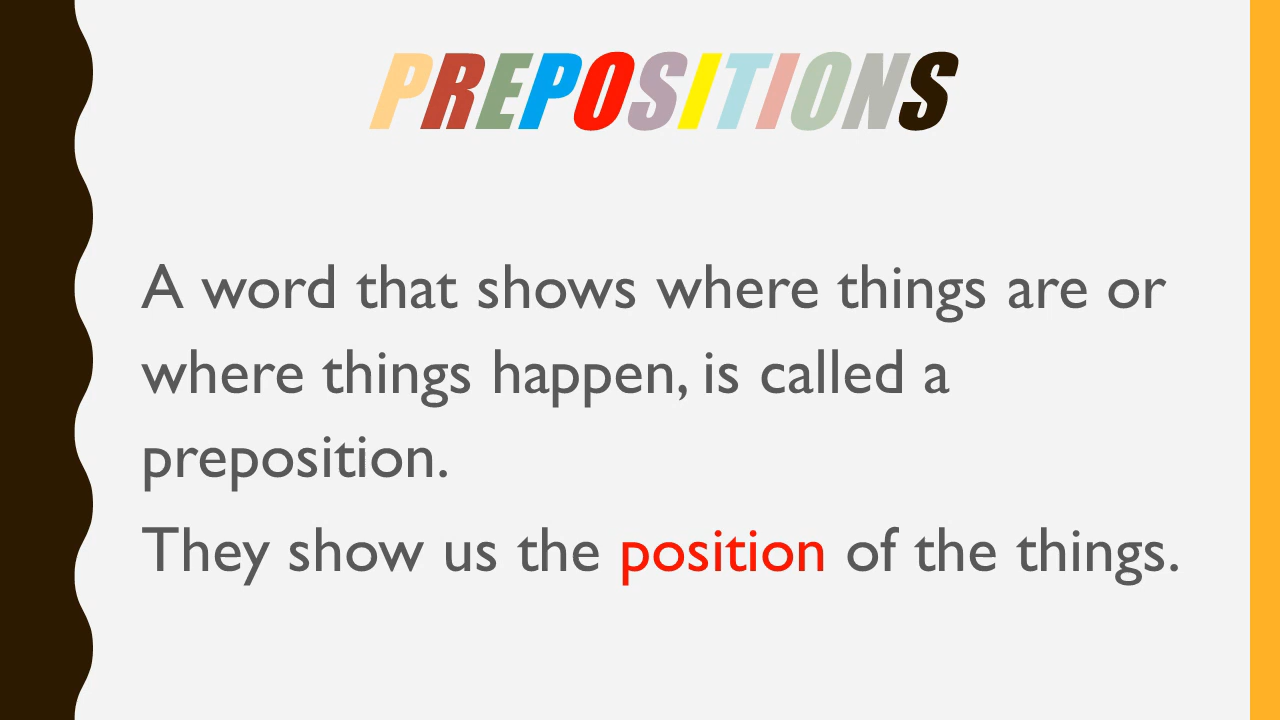 PREPOSITIONS
A word that shows where things are or
where things happen, is called a
preposition.
They show us the position of the things.